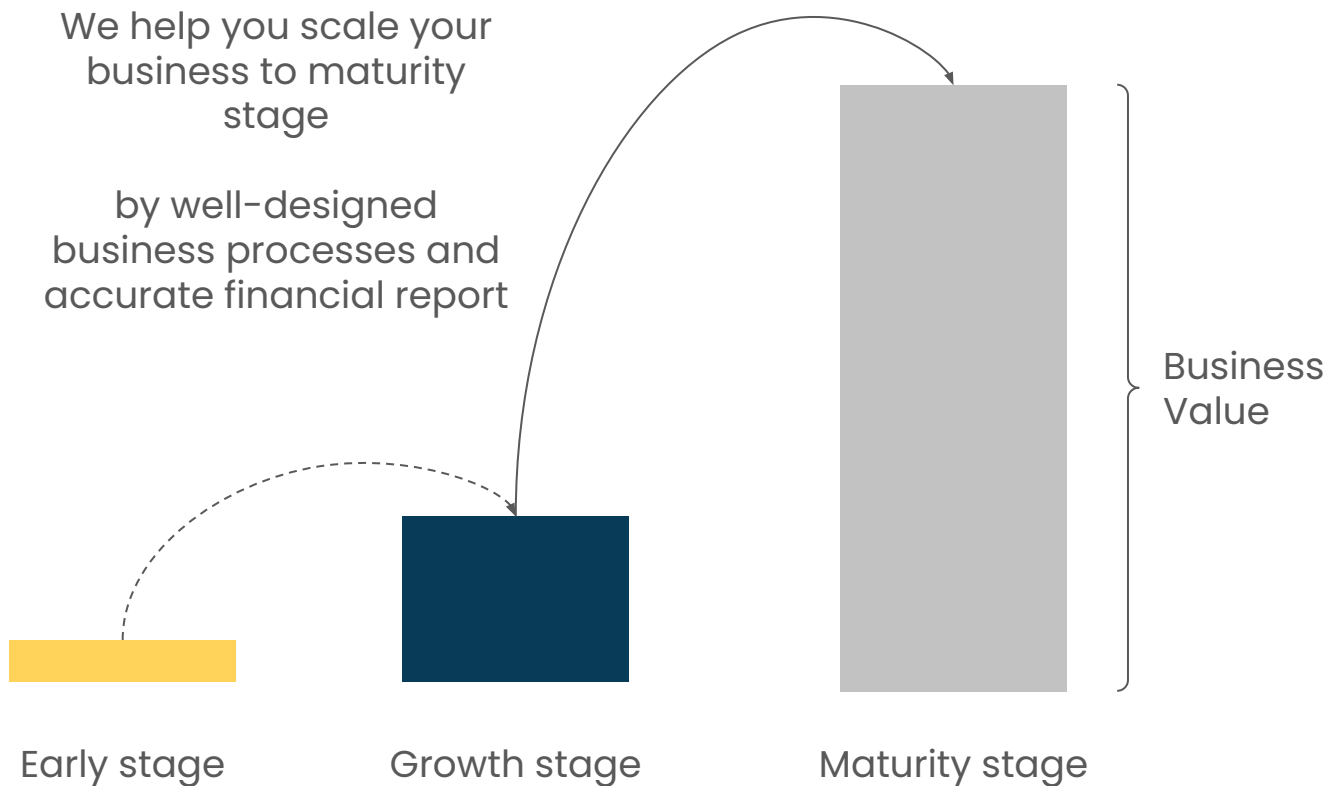 We help you scale your
business to maturity
stage
by well-designed
business processes and
accurate financial report
Business
Value
Early stage
Growth stage
Maturity stage